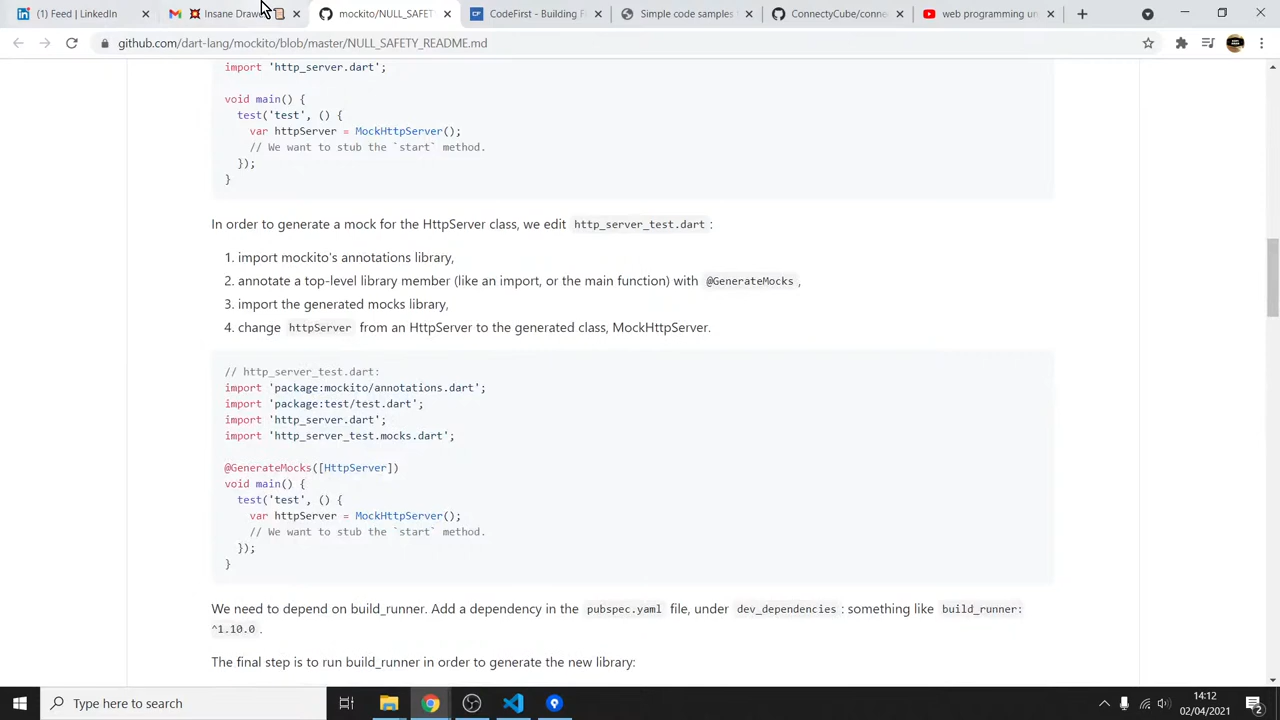 Feed | LinkedIn
Insane Drawe
mockito/NULL_SAFETY
CodeFirst - Building F
Simple code samples f
ConnectyCube/connec
web programming un
github.com/dart-lang/mockito/blob/master/NULL_SAFETY_README.md
import 'http_server.dart';
void main() {
test('test', () {
var httpServer = MockHttpServer();
// We want to stub the `start` method.
});
}
In order to generate a mock for the HttpServer class, we edit http_server_test.dart :
1. import mockito's annotations library,
2. annotate a top-level library member (like an import, or the main function) with @GenerateMocks ,
3. import the generated mocks library,
4. change httpServer from an HttpServer to the generated class, MockHttpServer.
// http_server_test.dart:
import 'package:mockito/annotations.dart';
import 'package:test/test.dart';
import 'http_server.dart';
import 'http_server_test.mocks.dart';
@GenerateMocks([HttpServer])
void main() {
test('test', () {
var httpServer = MockHttpServer();
// We want to stub the `start` method.
});
}
We need to depend on build_runner. Add a dependency in the pubspec.yaml file, under dev_dependencies : something like build_runner:
^1.10.0 .
The final step is to run build_runner in order to generate the new library:
Type here to search
14:12
02/04/2021
2